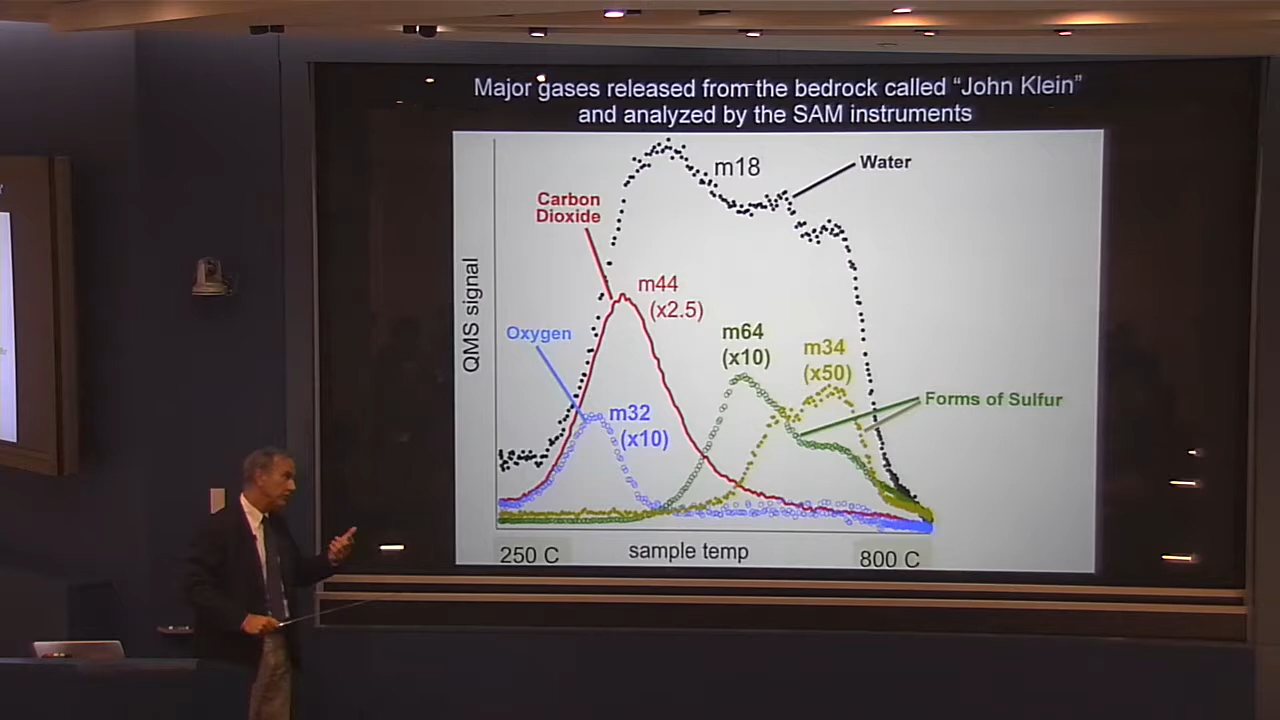 Major gases released from the bedrock called “John Klein”
and analyzed by the SAM instruments
m18
Water
Carbon
Dioxide
m44
(x2.5)
Oxygen
m32
(x10)
m64
(x10)
m34
(x50)
Forms of Sulfur
QMS signal
250 C
sample temp
800 C